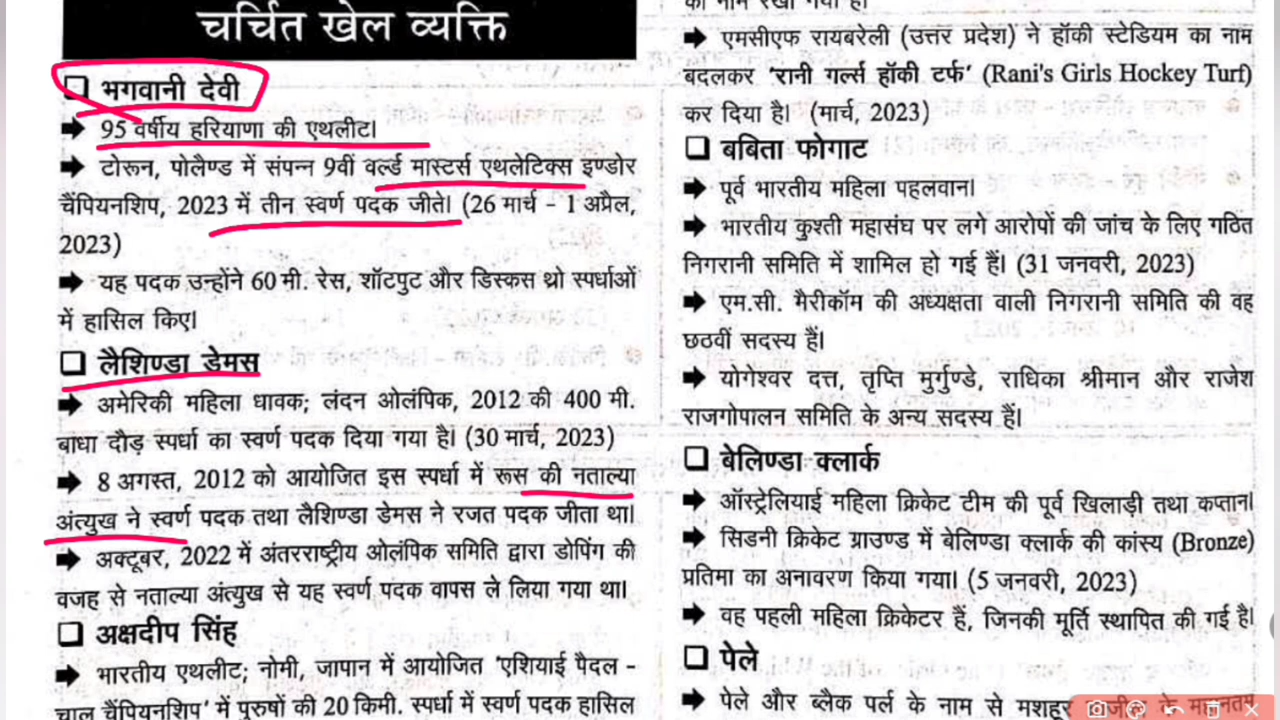 चर्चित खेल व्यक्ति
❑ भगवानी देवी
➡ 95 वर्षीय हरियाणा की एथलीट।
➡ टोरून, पोलैण्ड में संपन्न 9वीं वर्ल्ड मास्टर्स एथलेटिक्स इण्डोर
चैंपियनशिप, 2023 में तीन स्वर्ण पदक जीते। (26 मार्च – 1 अप्रैल,
2023)
➡ यह पदक उन्होंने 60 मी. रेस, शॉटपुट और डिस्कस थ्रो स्पर्धाओं
में हासिल किए।
❑ लैशिण्डा डेमस
➡ अमेरिकी महिला धावक; लंदन ओलंपिक, 2012 की 400 मी.
बाधा दौड़ स्पर्धा का स्वर्ण पदक दिया गया है। (30 मार्च, 2023)
➡ 8 अगस्त, 2012 को आयोजित इस स्पर्धा में रूस की नताल्या
अंत्युख ने स्वर्ण पदक तथा लैशिण्डा डेमस ने रजत पदक जीता था।
➡ अक्टूबर, 2022 में अंतरराष्ट्रीय ओलंपिक समिति द्वारा डोपिंग की
वजह से नताल्या अंत्युख से यह स्वर्ण पदक वापस ले लिया गया था।
❑ अक्षदीप सिंह
➡ भारतीय एथलीट; नोमी, जापान में आयोजित 'एशियाई पैदल –
चाल चैंपियनशिप' में पुरुषों की 20 किमी. स्पर्धा में स्वर्ण पदक हासिल
का नाम रखा गया है।
➡ एमसीएफ रायबरेली (उत्तर प्रदेश) ने हॉकी स्टेडियम का नाम
बदलकर 'रानी गर्ल्स हॉकी टर्फ' (Rani's Girls Hockey Turf)
कर दिया है। (मार्च, 2023)
❑ बबिता फोगाट
➡ पूर्व भारतीय महिला पहलवान।
➡ भारतीय कुश्ती महासंघ पर लगे आरोपों की जांच के लिए गठित
निगरानी समिति में शामिल हो गई हैं। (31 जनवरी, 2023)
➡ एम.सी. मैरीकॉम की अध्यक्षता वाली निगरानी समिति की वह
छठवीं सदस्य हैं।
➡ योगेश्वर दत्त, तृप्ति मुर्गुण्डे, राधिका श्रीमान और राजेश
राजगोपालन समिति के अन्य सदस्य हैं।
❑ बेलिण्डा क्लार्क
➡ ऑस्ट्रेलियाई महिला क्रिकेट टीम की पूर्व खिलाड़ी तथा कप्तान।
➡ सिडनी क्रिकेट ग्राउण्ड में बेलिण्डा क्लार्क की कांस्य (Bronze)
प्रतिमा का अनावरण किया गया। (5 जनवरी, 2023)
➡ वह पहली महिला क्रिकेटर हैं, जिनकी मूर्ति स्थापित की गई है।
❑ पेले
➡ पेले और ब्लैक पर्ल के नाम से मशहूर